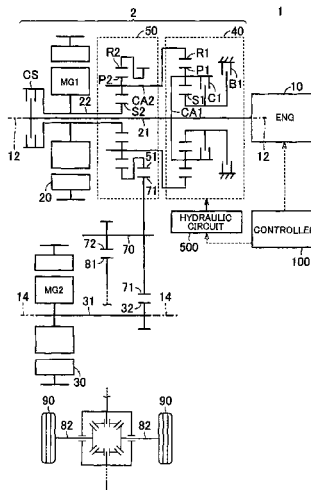 2
1
50
40
R2
R1
P1
B1
CS
MG1
P2
S1
C1
10
22
S2
CA2
21
CA1
ENG
12
12
51
20
71
HYDRAULIC CIRCUIT
CONTROLLER
72
70
500
81
100
MG2
71
14
31
32
14
30
90
90
82
82